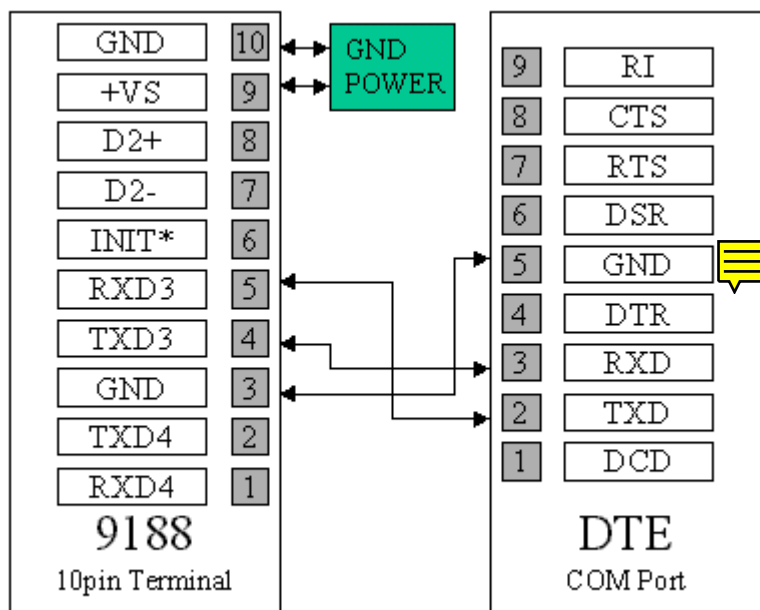 GND 10
+VS 9
D2+ 8
D2- 7
INIT* 6
RXD3 5
TXD3 4
GND 3
TXD4 2
RXD4 1
9188
10pin Terminal
GND
POWER
9 RI
8 CTS
7 RTS
6 DSR
5 GND
4 DTR
3 RXD
2 TXD
1 DCD
DTE
COM Port